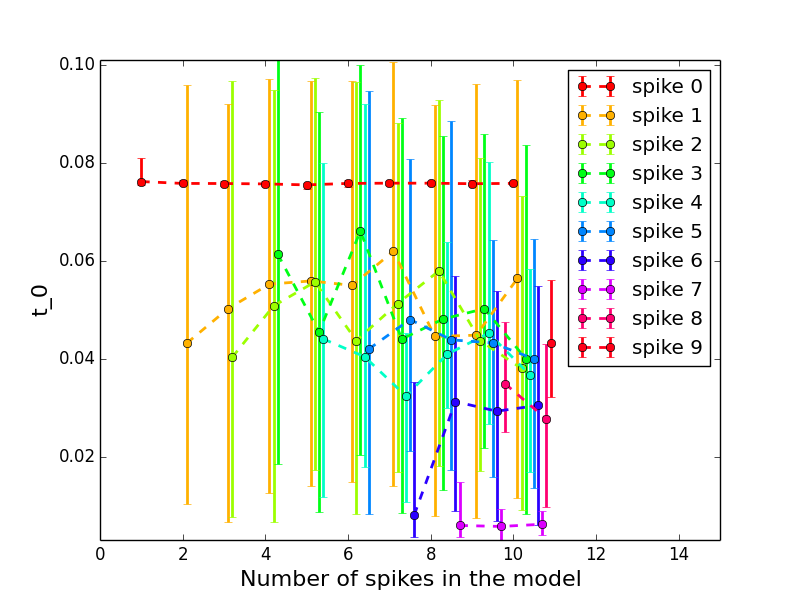 0.10
0.08
0.06
0.04
0.02
t_0
0 2 4 6 8 10 12 14
Number of spikes in the model
spike 0
spike 1
spike 2
spike 3
spike 4
spike 5
spike 6
spike 7
spike 8
spike 9